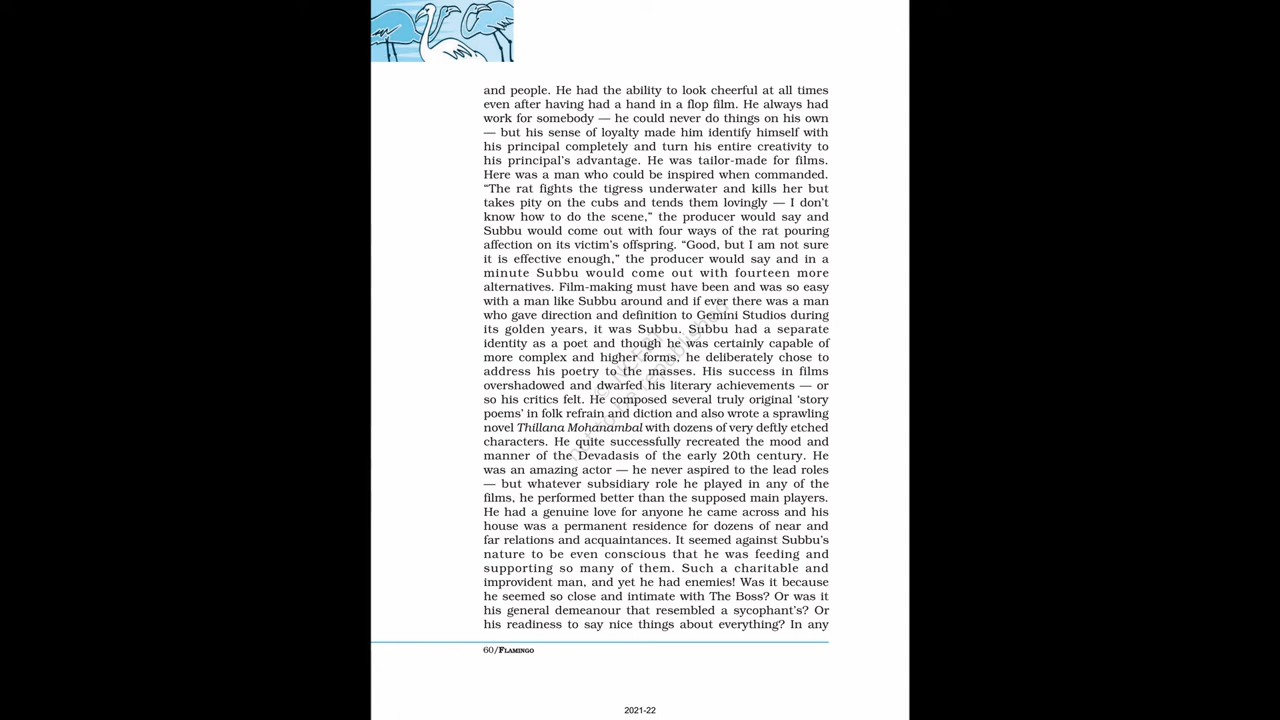 and people. He had the ability to look cheerful at all times
even after having had a hand in a flop film. He always had
work for somebody — he could never do things on his own
— but his sense of loyalty made him identify himself with
his principal completely and turn his entire creativity to
his principal's advantage. He was tailor-made for films.
Here was a man who could be inspired when commanded.
“The rat fights the tigress underwater and kills her but
takes pity on the cubs and tends them lovingly — I don't
know how to do the scene,” the producer would say and
Subbu would come out with four ways of the rat pouring
affection on its victim's offspring. “Good, but I am not sure
it is effective enough,” the producer would say and in a
minute Subbu would come out with fourteen more
alternatives. Film-making must have been and was so easy
with a man like Subbu around and if ever there was a man
who gave direction and definition to Gemini Studios during
its golden years, it was Subbu. Subbu had a separate
identity as a poet and though he was certainly capable of
more complex and higher forms, he deliberately chose to
address his poetry to the masses. His success in films
overshadowed and dwarfed his literary achievements — or
so his critics felt. He composed several truly original ‘story
poems’ in folk refrain and diction and also wrote a sprawling
novel Thillana Mohanambal with dozens of very deftly etched
characters. He quite successfully recreated the mood and
manner of the Devadasis of the early 20th century. He
was an amazing actor — he never aspired to the lead roles
— but whatever subsidiary role he played in any of the
films, he performed better than the supposed main players.
He had a genuine love for anyone he came across and his
house was a permanent residence for dozens of near and
far relations and acquaintances. It seemed against Subbu's
nature to be even conscious that he was feeding and
supporting so many of them. Such a charitable and
improvident man, and yet he had enemies! Was it because
he seemed so close and intimate with The Boss? Or was it
his general demeanour that resembled a sycophant's? Or
his readiness to say nice things about everything? In any
60/FLAMINGO
2021-22